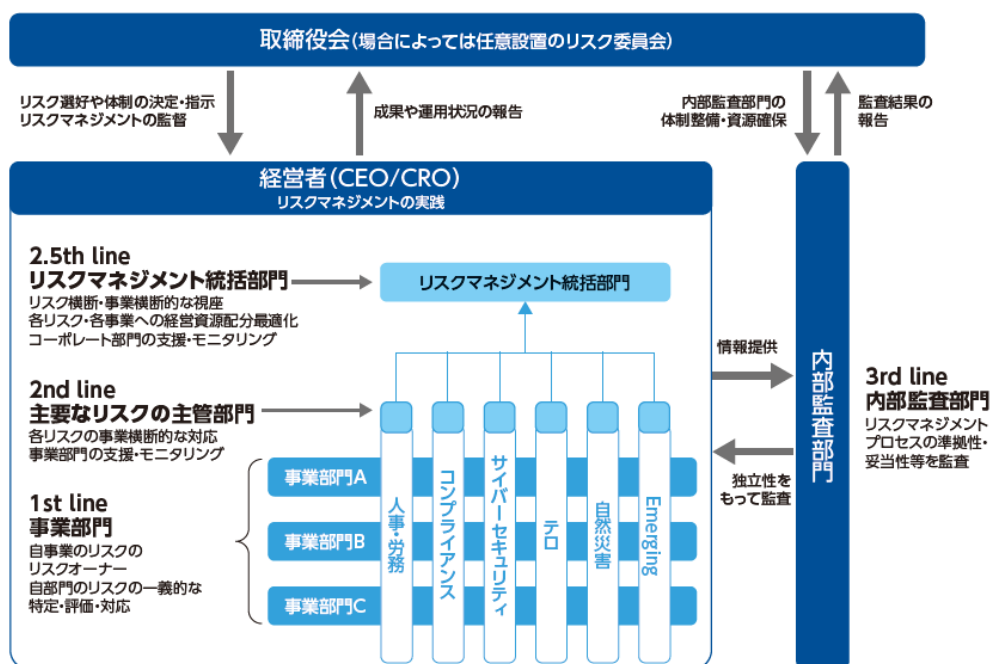 取締役会(場合によっては任意設置のリスク委員会)
リスク選好や体制の決定・指示
リスクマネジメントの監督
成果や運用状況の報告
内部監査部門の
体制整備・資源確保
監査結果の
報告
経営者(CEO/CRO)
リスクマネジメントの実践
2.5th line
リスクマネジメント統括部門
リスク横断・事業横断的な視座
各リスク・各事業への経営資源配分最適化
コーポレート部門の支援・モニタリング
リスクマネジメント統括部門
2nd line
主要なリスクの主管部門
各リスクの事業横断的な対応
事業部門の支援・モニタリング
1st line
事業部門
自事業のリスクの
リスクオーナー
自部門のリスクの一義的な
特定・評価・対応
事業部門A
事業部門B
事業部門C
人事・労務
コンプライアンス
サイバーセキュリティ
テロ
自然災害
Emerging
情報提供
独立性を
もって監査
内部監査部門
3rd line
内部監査部門
リスクマネジメント
プロセスの準拠性・
妥当性等を監査